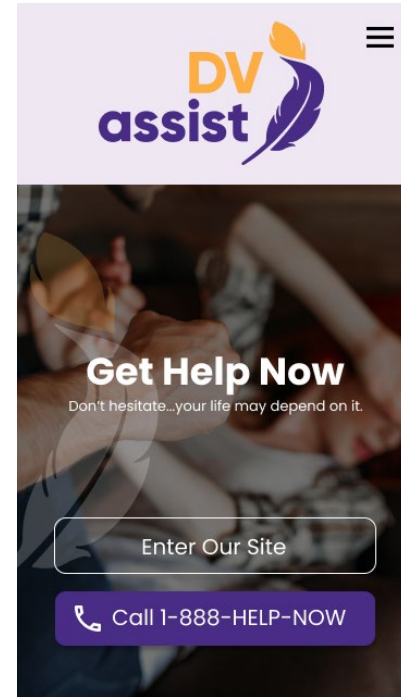 DV
assist
Get Help Now
Don't hesitate...your life may depend on it.
Enter Our Site
Call 1-888-HELP-NOW